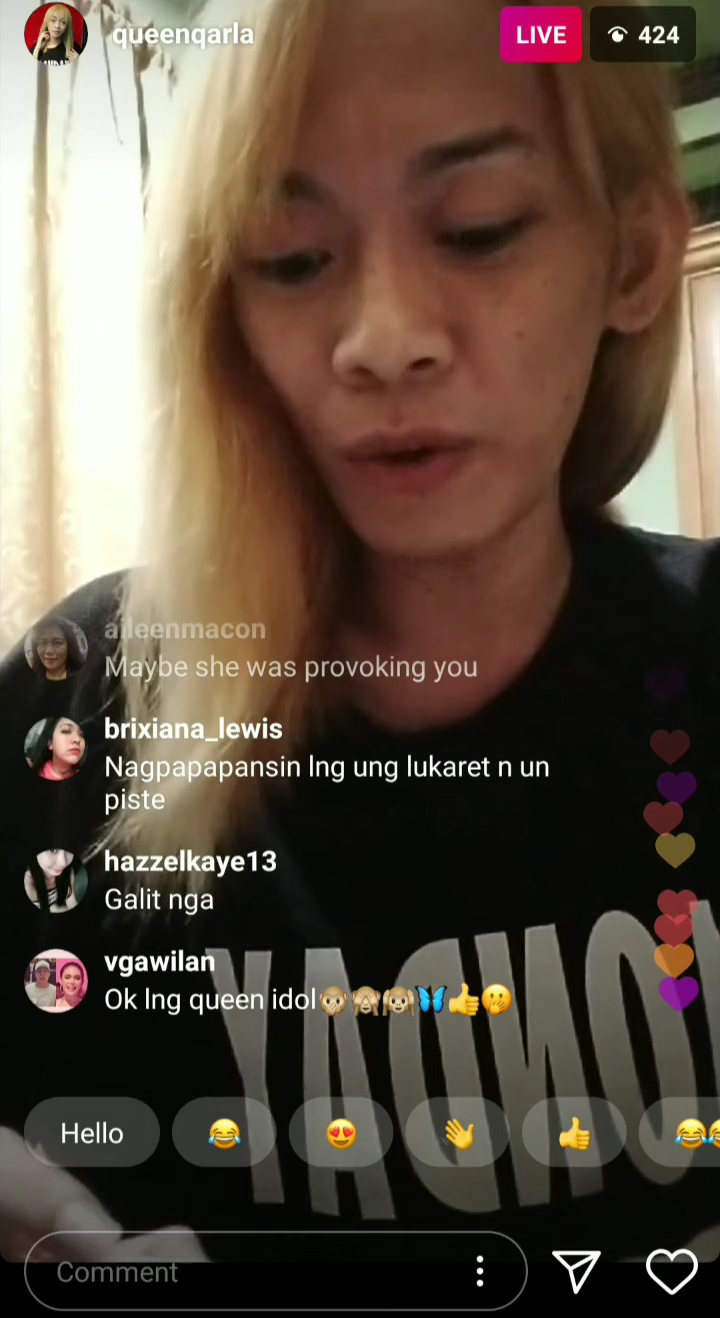 queenqarla
LIVE
424
aileenmacon
Maybe she was provoking you
brixiana_lewis
Nagpapapansin lng ung lukaret n un
piste
hazzelkaye13
Galit nga
vgawilan
Ok lng queen idol🙊🙈🙉🦋👍🤭
ONDAY
Hello
😂
😍
👋
👍
😂
Comment